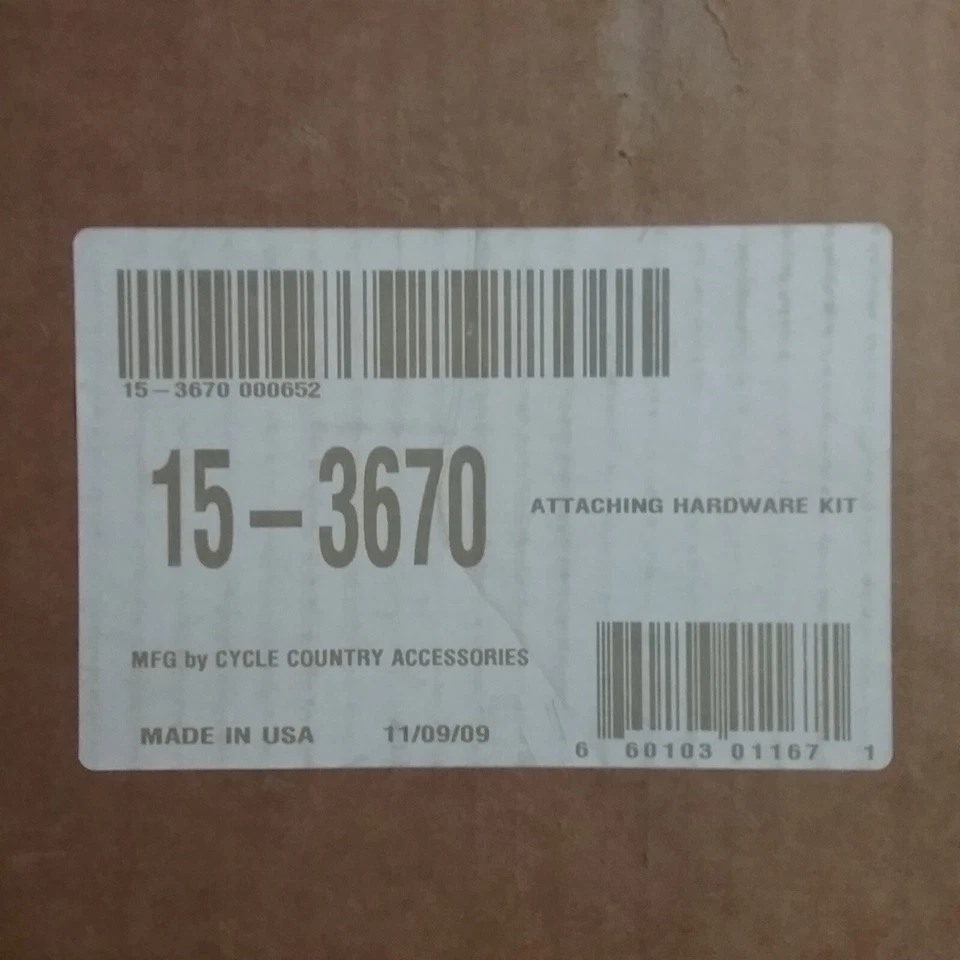 15-3670 000652
15-3670
ATTACHING HARDWARE KIT
MFG by CYCLE COUNTRY ACCESSORIES
MADE IN USA 11/09/09
6 60103 01167 1